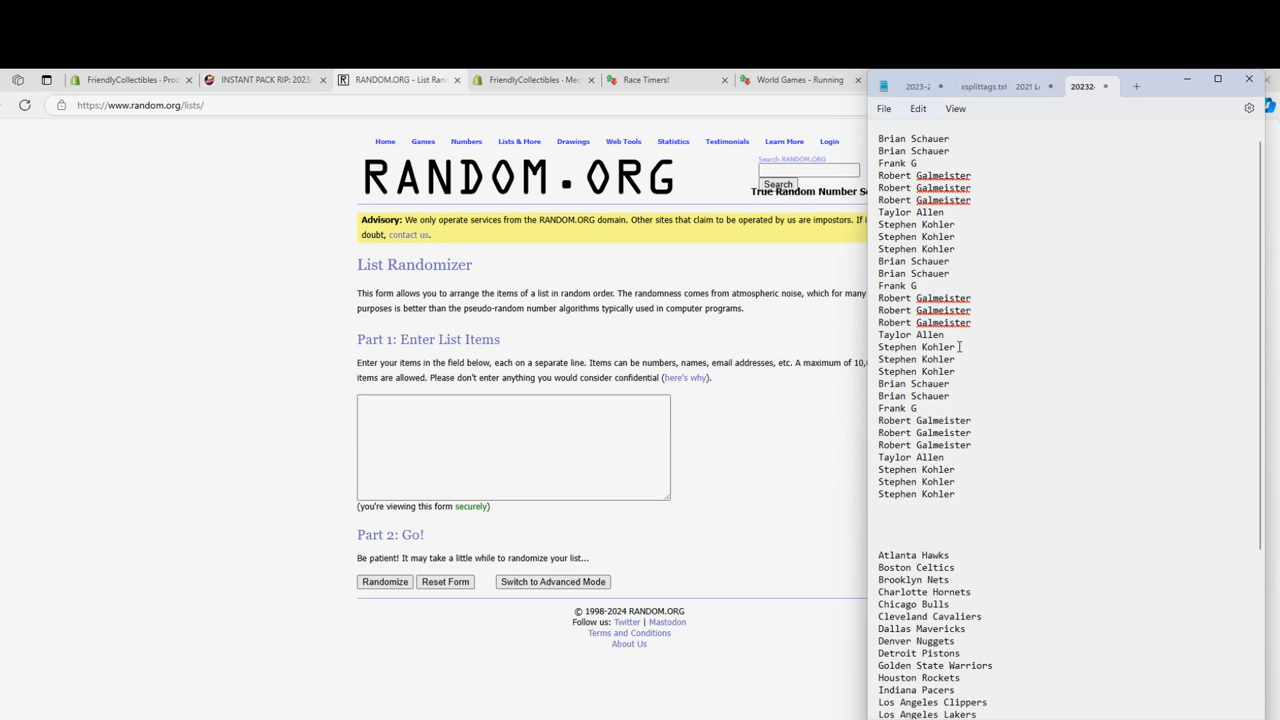 FriendlyCollectibles - Proc
INSTANT PACK RIP: 2023/
RANDOM.ORG - List Ran
FriendlyCollectibles - Mec
Race Timers!
World Games - Running
https://www.random.org/lists/
Home Games Numbers Lists & More Drawings Web Tools Statistics Testimonials Learn More Login
RANDOM.ORG
Search RANDOM.ORG
Search
True Random Number Se
Advisory: We only operate services from the RANDOM.ORG domain. Other sites that claim to be operated by us are impostors. If i
doubt, contact us.
List Randomizer
This form allows you to arrange the items of a list in random order. The randomness comes from atmospheric noise, which for many
purposes is better than the pseudo-random number algorithms typically used in computer programs.
Part 1: Enter List Items
Enter your items in the field below, each on a separate line. Items can be numbers, names, email addresses, etc. A maximum of 10,
items are allowed. Please don't enter anything you would consider confidential (here's why).
(you're viewing this form securely)
Part 2: Go!
Be patient! It may take a little while to randomize your list...
Randomize Reset Form Switch to Advanced Mode
© 1998-2024 RANDOM.ORG
Follow us: Twitter | Mastodon
Terms and Conditions
About Us
2023-2
xsplittags.txt
2021 L
20232
File Edit View
Brian Schauer
Brian Schauer
Frank G
Robert Galmeister
Robert Galmeister
Robert Galmeister
Taylor Allen
Stephen Kohler
Stephen Kohler
Stephen Kohler
Brian Schauer
Brian Schauer
Frank G
Robert Galmeister
Robert Galmeister
Robert Galmeister
Taylor Allen
Stephen Kohler
Stephen Kohler
Stephen Kohler
Brian Schauer
Brian Schauer
Frank G
Robert Galmeister
Robert Galmeister
Robert Galmeister
Taylor Allen
Stephen Kohler
Stephen Kohler
Stephen Kohler
Atlanta Hawks
Boston Celtics
Brooklyn Nets
Charlotte Hornets
Chicago Bulls
Cleveland Cavaliers
Dallas Mavericks
Denver Nuggets
Detroit Pistons
Golden State Warriors
Houston Rockets
Indiana Pacers
Los Angeles Clippers
Los Angeles Lakers